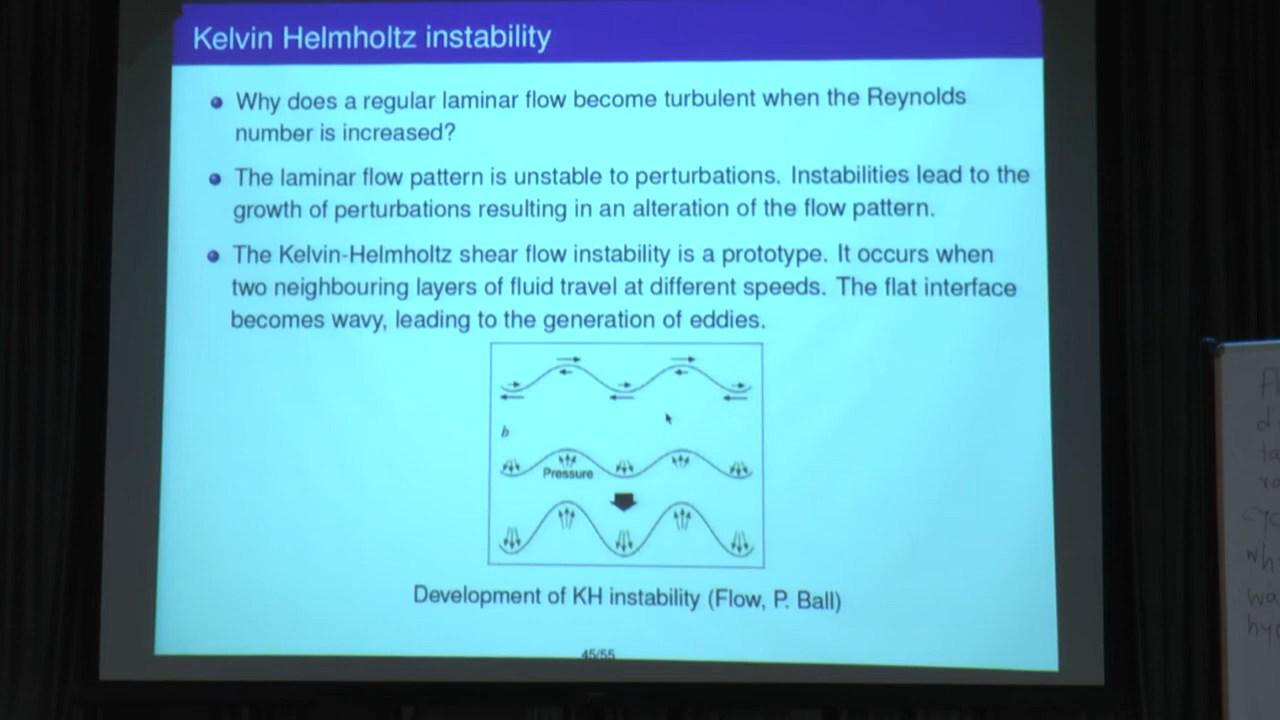 Kelvin Helmholtz instability
Why does a regular laminar flow become turbulent when the Reynolds
number is increased?
The laminar flow pattern is unstable to perturbations. Instabilities lead to the
growth of perturbations resulting in an alteration of the flow pattern.
The Kelvin-Helmholtz shear flow instability is a prototype. It occurs when
two neighbouring layers of fluid travel at different speeds. The flat interface
becomes wavy, leading to the generation of eddies.
b
Pressure
Development of KH instability (Flow, P. Ball)
45/55